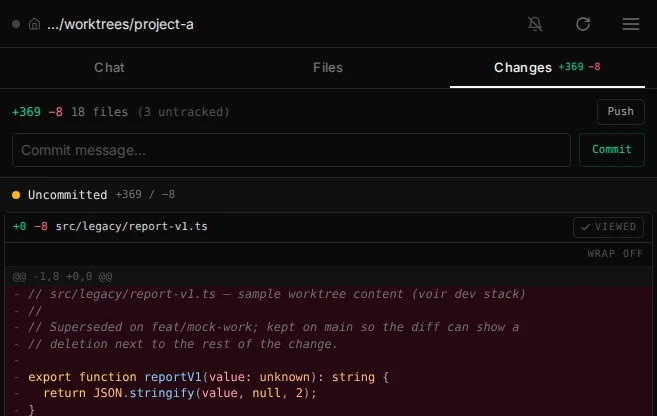 .../worktrees/project-a
Chat
Files
Changes +369 −8
+369 −8 18 files (3 untracked)
Push
Commit message...
Commit
Uncommitted +369 / −8
+0 −8 src/legacy/report-v1.ts
VIEWED
WRAP OFF
@@ -1,8 +0,0 @@
- // src/legacy/report-v1.ts — sample worktree content (voir dev stack)
- //
- // Superseded on feat/mock-work; kept on main so the diff can show a
- // deletion next to the rest of the change.
-
- export function reportV1(value: unknown): string {
-   return JSON.stringify(value, null, 2);
- }